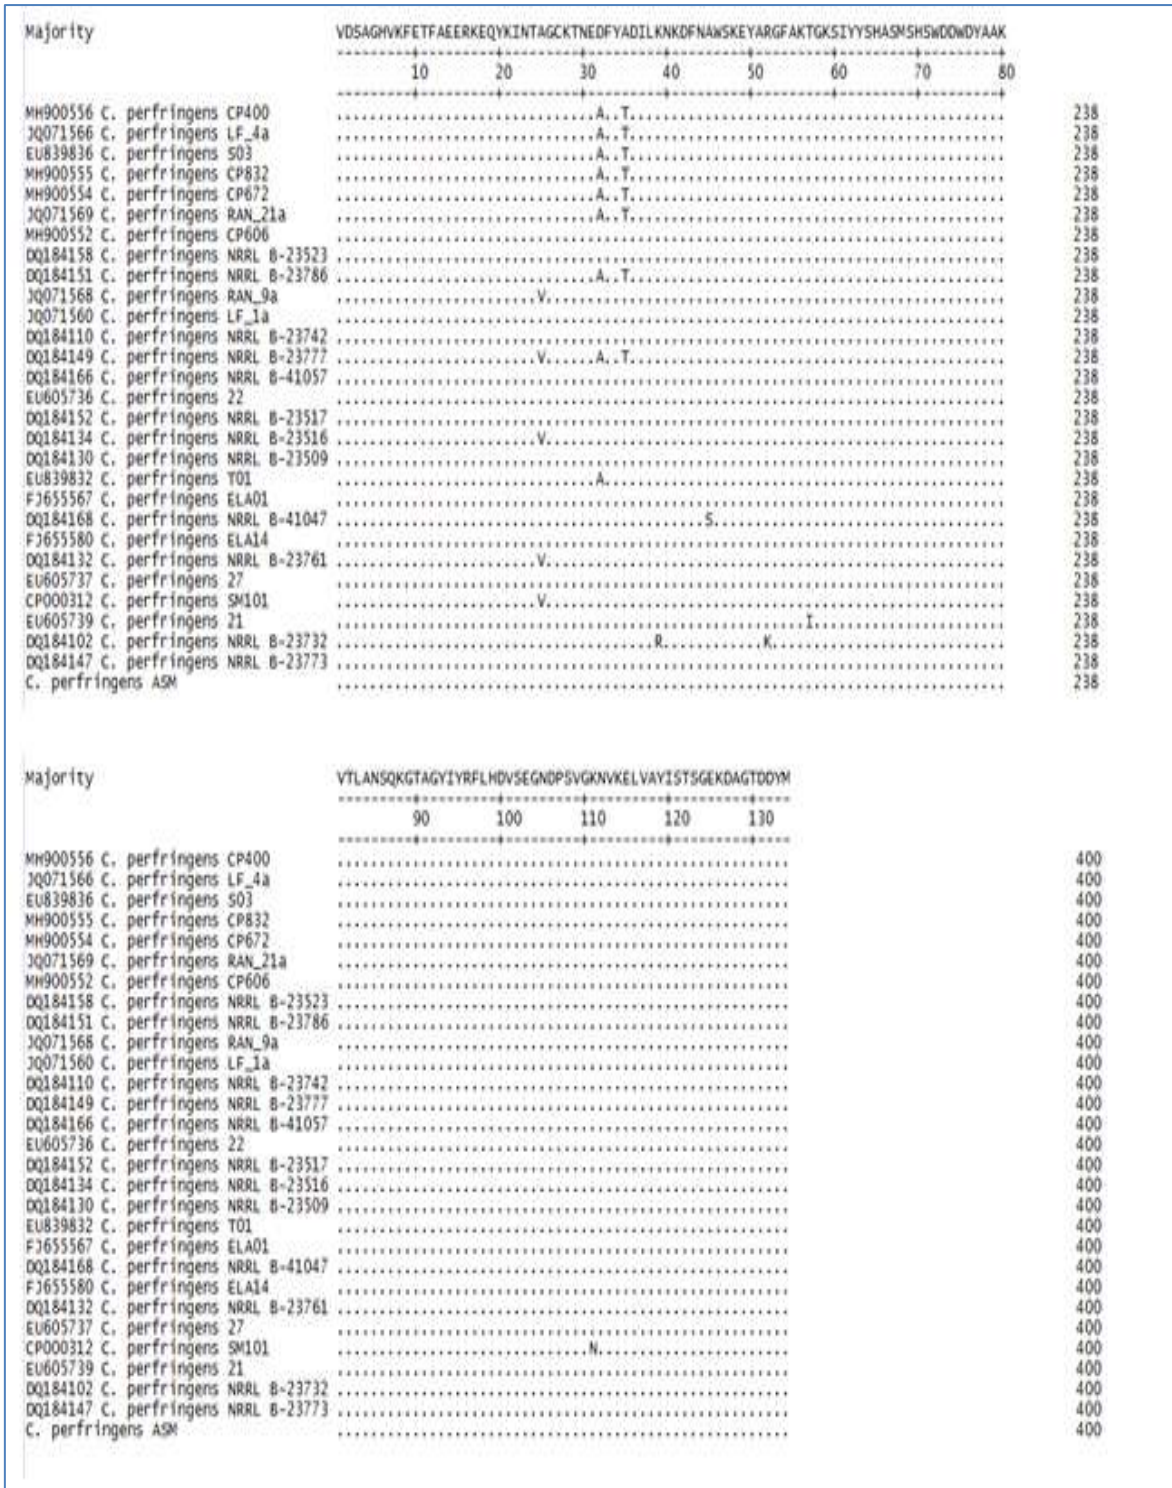 Majority VDSAGHVKFETFAEERKEQYKINTAGCKTNEDFYADILKNKDFNAWSKEYARGFAKTGKSIYYSHASMSHSWDDWDYAAK
---------+---------+---------+---------+---------+---------+---------+---------+
10 20 30 40 50 60 70 80
---------+---------+---------+---------+---------+---------+---------+---------+
MH900556 C. perfringens CP400 ...............................A..T............................................. 238
JQ071566 C. perfringens LF_4a ...............................A..T............................................. 238
EU839836 C. perfringens S03 ...............................A..T............................................. 238
MH900555 C. perfringens CP832 ...............................A..T............................................. 238
MH900554 C. perfringens CP672 ...............................A..T............................................. 238
JQ071569 C. perfringens RAN_21a ...............................A..T............................................. 238
MH900552 C. perfringens CP606 ................................................................................ 238
DQ184158 C. perfringens NRRL B-23523 ................................................................................ 238
DQ184151 C. perfringens NRRL B-23786 ...............................A..T............................................. 238
JQ071568 C. perfringens RAN_9a ........................V....................................................... 238
JQ071560 C. perfringens LF_1a ................................................................................ 238
DQ184110 C. perfringens NRRL B-23742 ................................................................................ 238
DQ184149 C. perfringens NRRL B-23777 ........................V......A..T............................................. 238
DQ184166 C. perfringens NRRL B-41057 ................................................................................ 238
EU605736 C. perfringens 22 ................................................................................ 238
DQ184152 C. perfringens NRRL B-23517 ................................................................................ 238
DQ184134 C. perfringens NRRL B-23516 ........................V....................................................... 238
DQ184130 C. perfringens NRRL B-23509 ................................................................................ 238
EU839832 C. perfringens T01 ...............................A................................................ 238
FJ655567 C. perfringens ELA01 ................................................................................ 238
DQ184168 C. perfringens NRRL B-41047 ............................................S................................... 238
FJ655580 C. perfringens ELA14 ................................................................................ 238
DQ184132 C. perfringens NRRL B-23761 ........................V....................................................... 238
EU605737 C. perfringens 27 ................................................................................ 238
CP000312 C. perfringens SM101 ........................V....................................................... 238
EU605739 C. perfringens 21 ........................................................I....................... 238
DQ184102 C. perfringens NRRL B-23732 ......................................R............K............................ 238
DQ184147 C. perfringens NRRL B-23773 ................................................................................ 238
C. perfringens ASM ................................................................................ 238
Majority VTLANSQKGTAGYIYRFLHDVSEGNDPSVGKNVKELVAYISTSGEKDAGTDDYM
---------+---------+---------+---------+---------+----
90 100 110 120 130
---------+---------+---------+---------+---------+----
MH900556 C. perfringens CP400 ...................................................... 400
JQ071566 C. perfringens LF_4a ...................................................... 400
EU839836 C. perfringens S03 ...................................................... 400
MH900555 C. perfringens CP832 ...................................................... 400
MH900554 C. perfringens CP672 ...................................................... 400
JQ071569 C. perfringens RAN_21a ...................................................... 400
MH900552 C. perfringens CP606 ...................................................... 400
DQ184158 C. perfringens NRRL B-23523 ...................................................... 400
DQ184151 C. perfringens NRRL B-23786 ...................................................... 400
JQ071568 C. perfringens RAN_9a ...................................................... 400
JQ071560 C. perfringens LF_1a ...................................................... 400
DQ184110 C. perfringens NRRL B-23742 ...................................................... 400
DQ184149 C. perfringens NRRL B-23777 ...................................................... 400
DQ184166 C. perfringens NRRL B-41057 ...................................................... 400
EU605736 C. perfringens 22 ...................................................... 400
DQ184152 C. perfringens NRRL B-23517 ...................................................... 400
DQ184134 C. perfringens NRRL B-23516 ...................................................... 400
DQ184130 C. perfringens NRRL B-23509 ...................................................... 400
EU839832 C. perfringens T01 ...................................................... 400
FJ655567 C. perfringens ELA01 ...................................................... 400
DQ184168 C. perfringens NRRL B-41047 ...................................................... 400
FJ655580 C. perfringens ELA14 ...................................................... 400
DQ184132 C. perfringens NRRL B-23761 ...................................................... 400
EU605737 C. perfringens 27 ...................................................... 400
CP000312 C. perfringens SM101 ..............................N....................... 400
EU605739 C. perfringens 21 ...................................................... 400
DQ184102 C. perfringens NRRL B-23732 ...................................................... 400
DQ184147 C. perfringens NRRL B-23773 ...................................................... 400
C. perfringens ASM ...................................................... 400